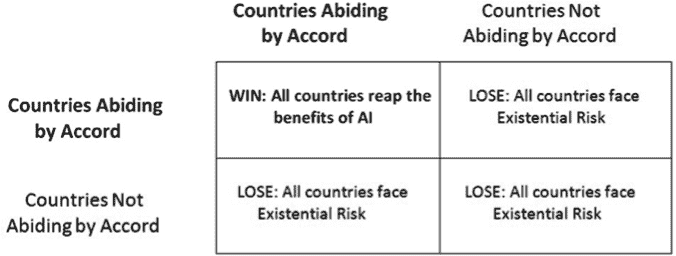 Countries Abiding
by Accord
Countries Not
Abiding by Accord
Countries Abiding
by Accord
WIN: All countries reap the
benefits of AI
LOSE: All countries face
Existential Risk
Countries Not
Abiding by Accord
LOSE: All countries face
Existential Risk
LOSE: All countries face
Existential Risk